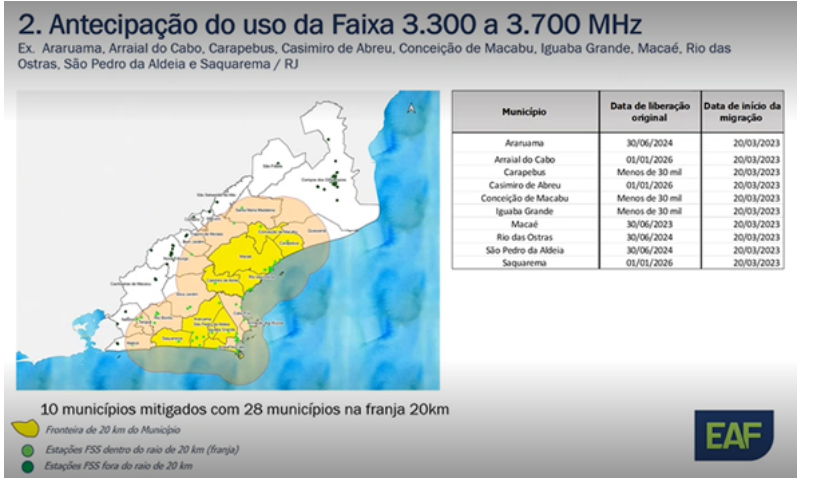 2. Antecipação do uso da Faixa 3.300 a 3.700 MHz
Ex. Araruama, Arraial do Cabo, Carapebus, Casimiro de Abreu, Conceição de Macabu, Iguaba Grande, Macaé, Rio das
Ostras, São Pedro da Aldeia e Saquarema / RJ
Município Data de liberação original Data de início da migração
Araruama 30/06/2024 20/03/2023
Arraial do Cabo 01/01/2026 20/03/2023
Carapebus Menos de 30 mil 20/03/2023
Casimiro de Abreu 01/01/2026 20/03/2023
Conceição de Macabu Menos de 30 mil 20/03/2023
Iguaba Grande Menos de 30 mil 20/03/2023
Macaé 30/06/2023 20/03/2023
Rio das Ostras 30/06/2024 20/03/2023
São Pedro da Aldeia 30/06/2024 20/03/2023
Saquarema 01/01/2026 20/03/2023
10 municípios mitigados com 28 municípios na franja 20km
Fronteira de 20 km do Município
Estações FSS dentro do raio de 20 km (franja)
Estações FSS fora do raio de 20 km
EAF